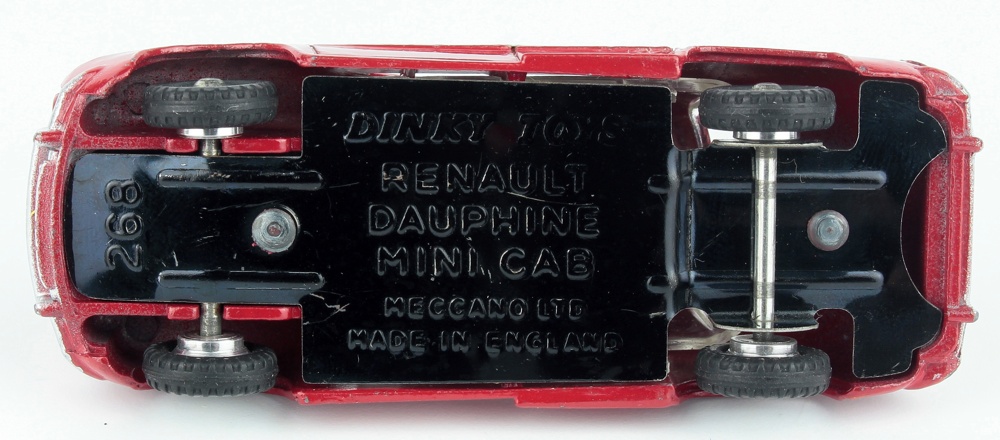 DINKY TOYS
RENAULT
DAUPHINE
MINI CAB
MECCANO LTD
MADE IN ENGLAND
268